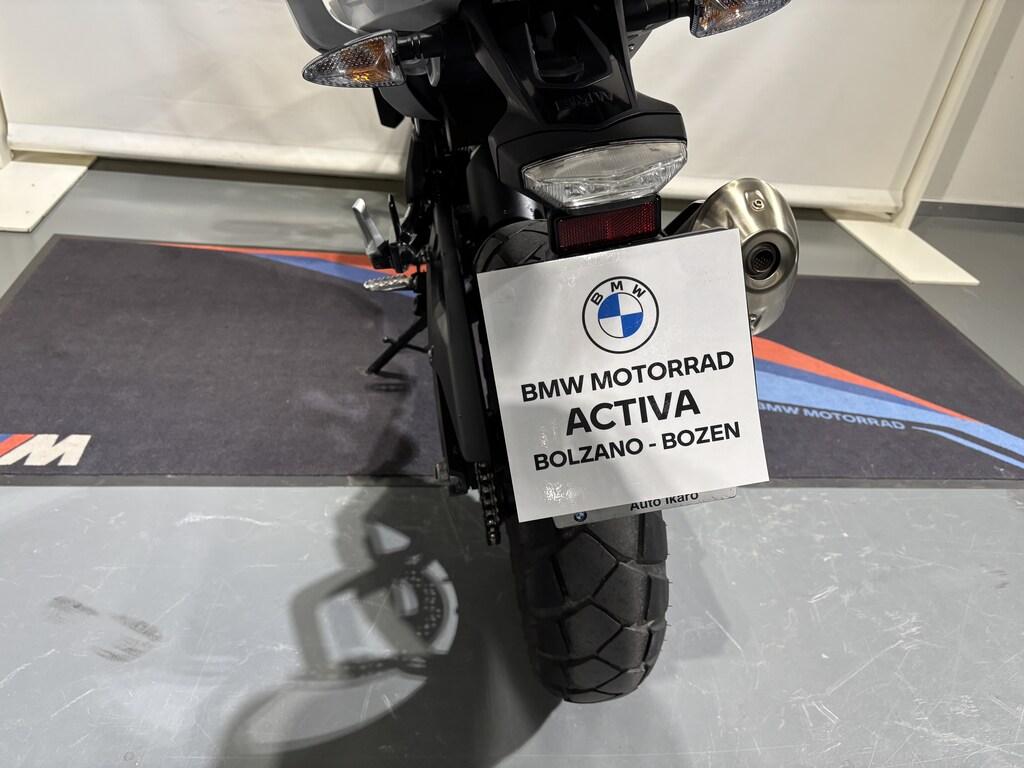 BMW
BMW MOTORRAD
ACTIVA
BOLZANO - BOZEN
Auto Ikaro
BMW MOTORRAD
M